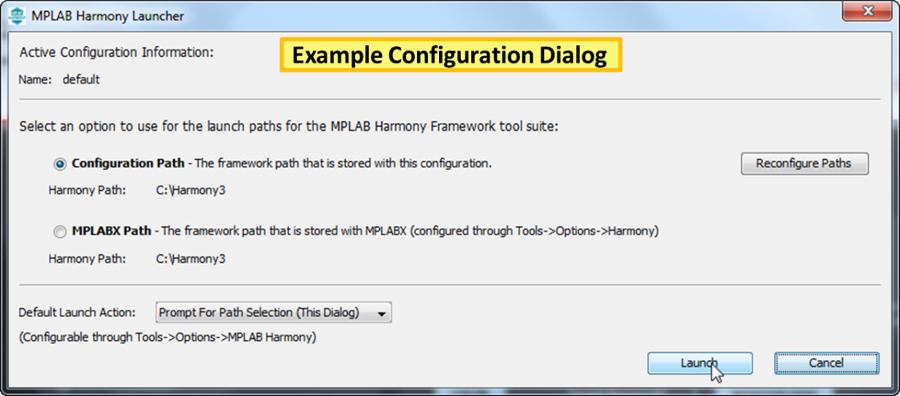 MPLAB Harmony Launcher
Active Configuration Information:
Example Configuration Dialog
Name: default
Select an option to use for the launch paths for the MPLAB Harmony Framework tool suite:
Configuration Path - The framework path that is stored with this configuration.
Reconfigure Paths
Harmony Path: C:\Harmony3
MPLABX Path - The framework path that is stored with MPLABX (configured through Tools->Options->Harmony)
Harmony Path: C:\Harmony3
Default Launch Action: Prompt For Path Selection (This Dialog)
(Configurable through Tools->Options->MPLAB Harmony)
Launch
Cancel